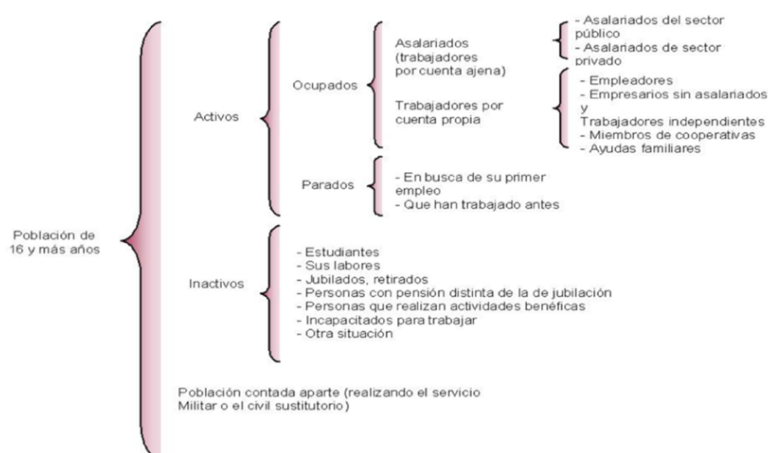 Población de
16 y más años
Activos
Ocupados
Asalariados
(trabajadores
por cuenta ajena)
- Asalariados del sector
público
- Asalariados de sector
privado
Trabajadores por
cuenta propia
- Empleadores
- Empresarios sin asalariados
y
Trabajadores independientes
- Miembros de cooperativas
- Ayudas familiares
Parados
- En busca de su primer
empleo
- Que han trabajado antes
Inactivos
- Estudiantes
- Sus labores
- Jubilados, retirados
- Personas con pensión distinta de la de jubilación
- Personas que realizan actividades benéficas
- Incapacitados para trabajar
- Otra situación
Población contada aparte (realizando el servicio
Militar o el civil sustitutorio)